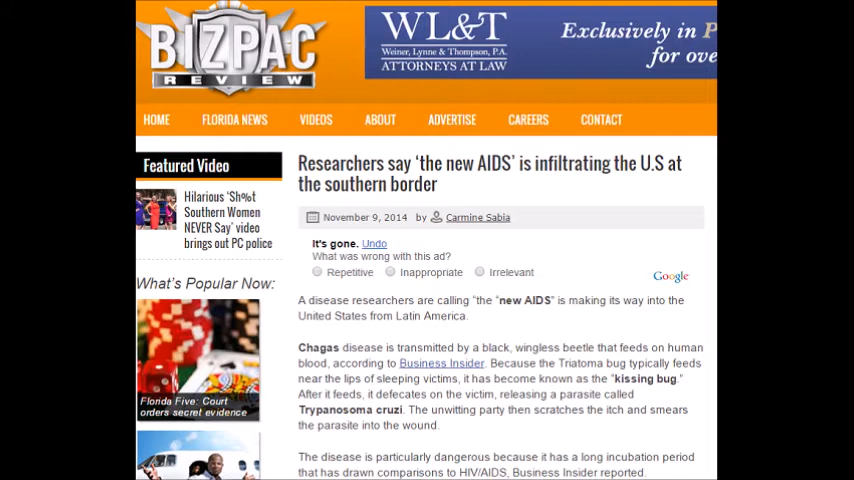 BIZPAC
REVIEW
WL&T
Weiner, Lynne & Thompson, P.A.
ATTORNEYS AT LAW
Exclusively in P
for over
HOME FLORIDA NEWS VIDEOS ABOUT ADVERTISE CAREERS CONTACT
Featured Video
Hilarious ‘Sh%t
Southern Women
NEVER Say’ video
brings out PC police
What's Popular Now:
Florida Five: Court
orders secret evidence
Researchers say ‘the new AIDS’ is infiltrating the U.S at
the southern border
November 9, 2014 by Carmine Sabia
It's gone. Undo
What was wrong with this ad?
Repetitive Inappropriate Irrelevant
Google
A disease researchers are calling “the “new AIDS” is making its way into the
United States from Latin America.
Chagas disease is transmitted by a black, wingless beetle that feeds on human
blood, according to Business Insider. Because the Triatoma bug typically feeds
near the lips of sleeping victims, it has become known as the “kissing bug.”
After it feeds, it defecates on the victim, releasing a parasite called
Trypanosoma cruzi. The unwitting party then scratches the itch and smears
the parasite into the wound.
The disease is particularly dangerous because it has a long incubation period
that has drawn comparisons to HIV/AIDS, Business Insider reported.